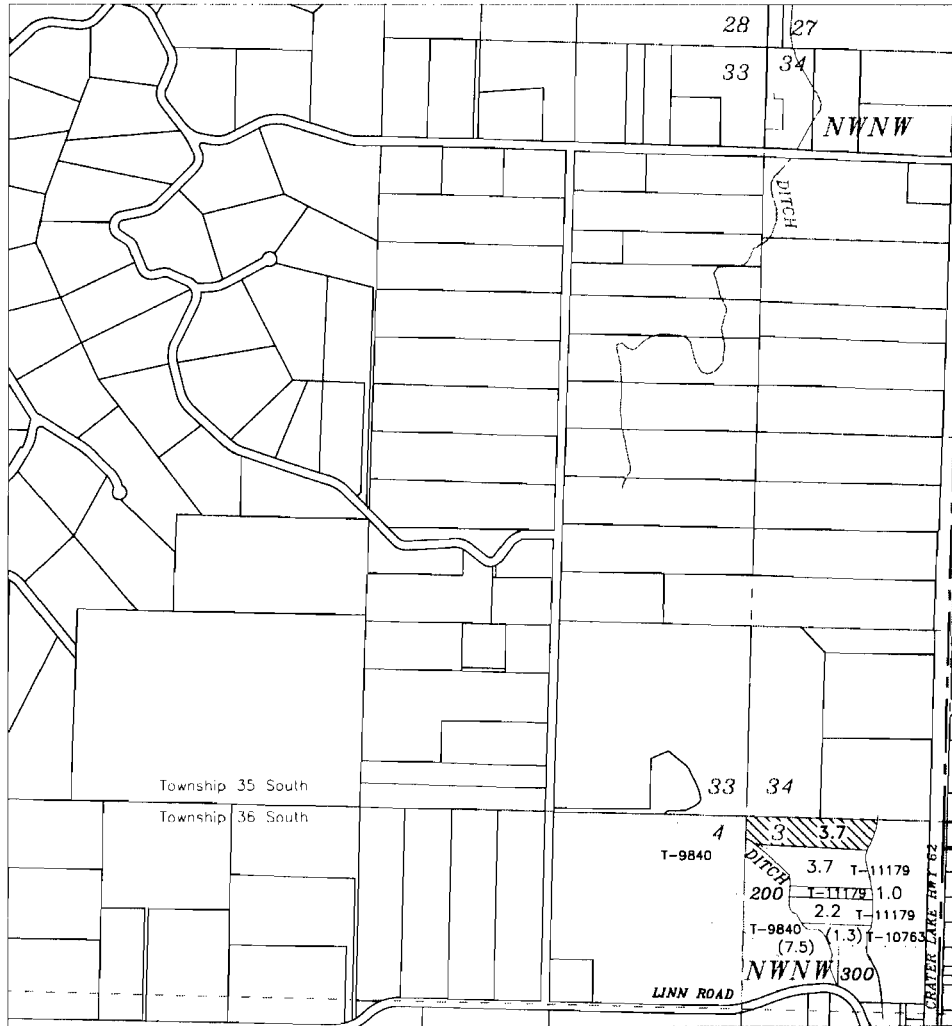 28 27
33 34
NWNW
DITCH
Township 35 South
33 34
Township 36 South
4 3 3.7
T-9840
DITCH
3.7 T-11179
200 T-11179 1.0
2.2 T-11179
T-9840 (1.3) T-10763
(7.5)
NWNW 300
LINN ROAD
CRATER LAKE HWY 62